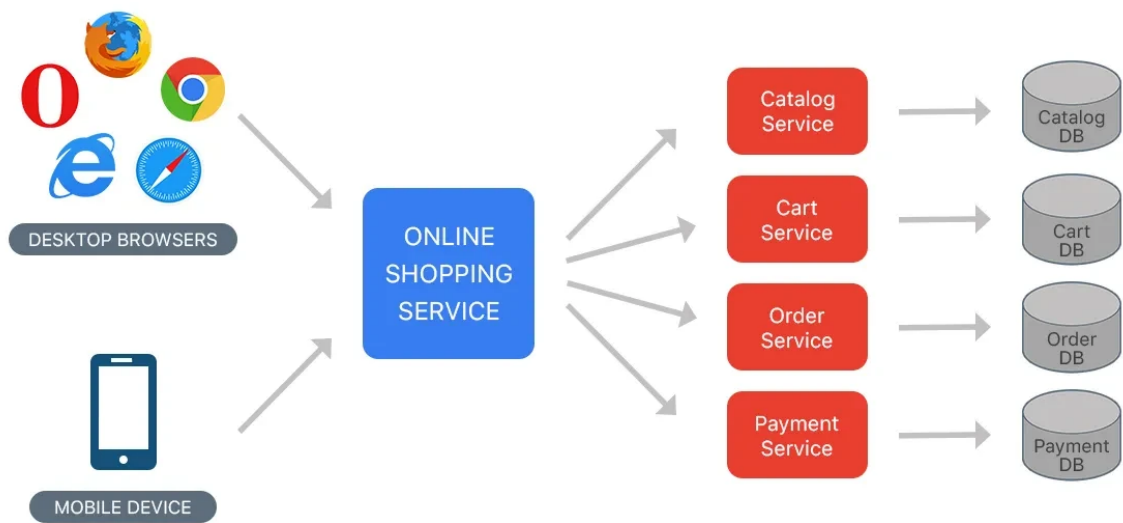 DESKTOP BROWSERS
MOBILE DEVICE
ONLINE
SHOPPING
SERVICE
Catalog
Service
Cart
Service
Order
Service
Payment
Service
Catalog
DB
Cart
DB
Order
DB
Payment
DB